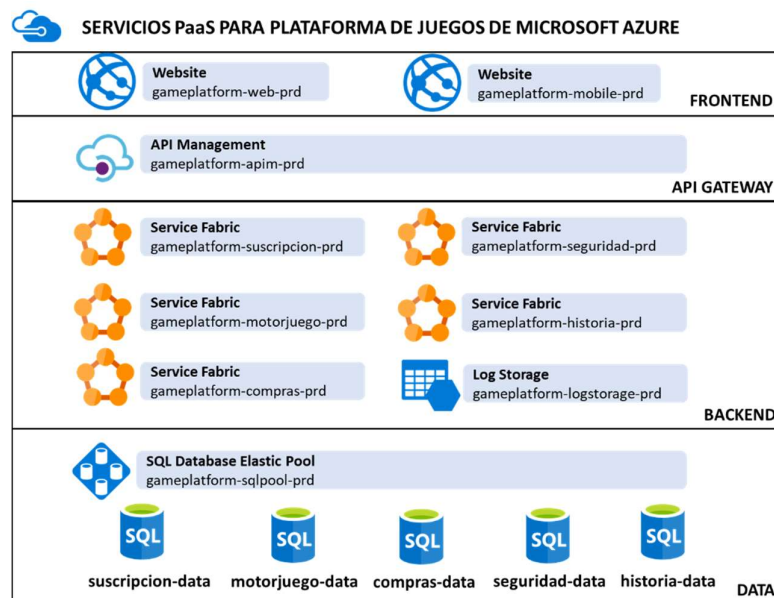 SERVICIOS PaaS PARA PLATAFORMA DE JUEGOS DE MICROSOFT AZURE
Website
gameplatform-web-prd
Website
gameplatform-mobile-prd
FRONTEND
API Management
gameplatform-apim-prd
API GATEWAY
Service Fabric
gameplatform-suscripcion-prd
Service Fabric
gameplatform-seguridad-prd
Service Fabric
gameplatform-motorjuego-prd
Service Fabric
gameplatform-historia-prd
Service Fabric
gameplatform-compras-prd
Log Storage
gameplatform-logstorage-prd
BACKEND
SQL Database Elastic Pool
gameplatform-sqlpool-prd
SQL
SQL
SQL
SQL
SQL
suscripcion-data
motorjuego-data
compras-data
seguridad-data
historia-data
DATA